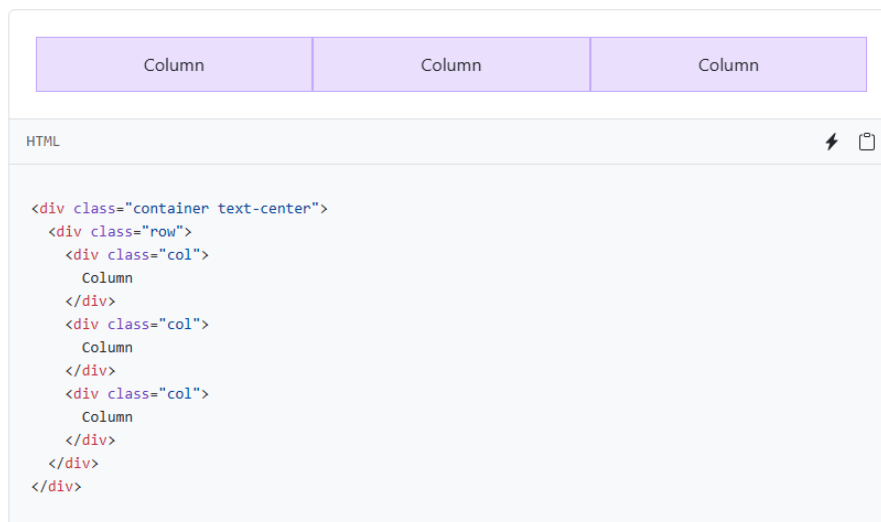 Column Column Column
HTML
<div class="container text-center">
  <div class="row">
    <div class="col">
      Column
    </div>
    <div class="col">
      Column
    </div>
    <div class="col">
      Column
    </div>
  </div>
</div>